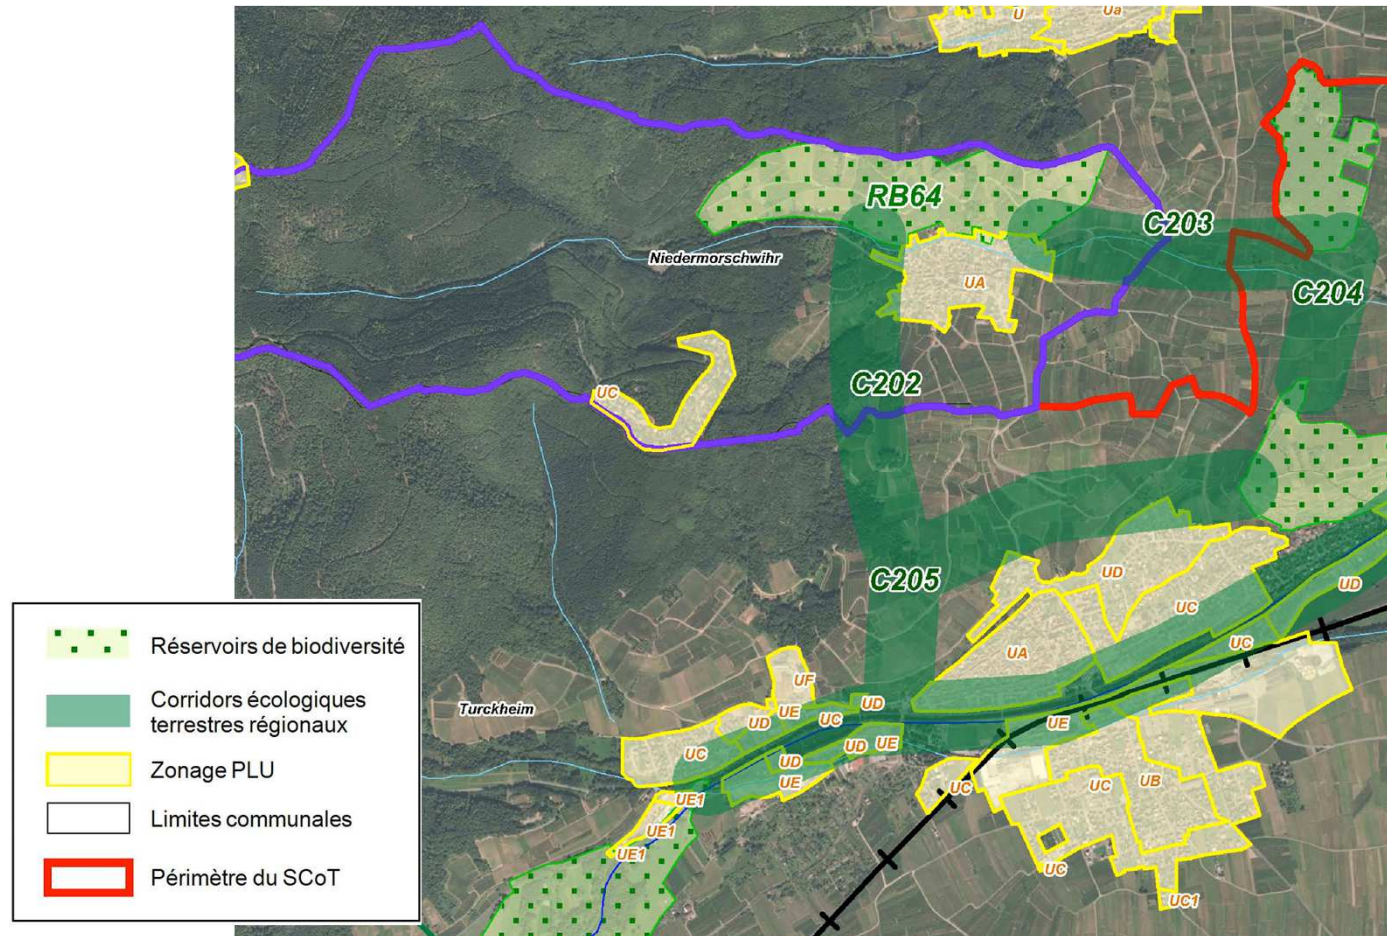 U
Ua
RB64
C203
Niedermorschwihr
UA
C204
UC
C202
C205
UD
UC
UD
UA
UC
UF
Turckheim
UD
UE
UC
UD
UE
UC
UD
UE
UD
UE
UC
UC
UB
UE1
UE1
UE1
UC
UC1
Réservoirs de biodiversité
Corridors écologiques
terrestres régionaux
Zonage PLU
Limites communales
Périmètre du SCoT